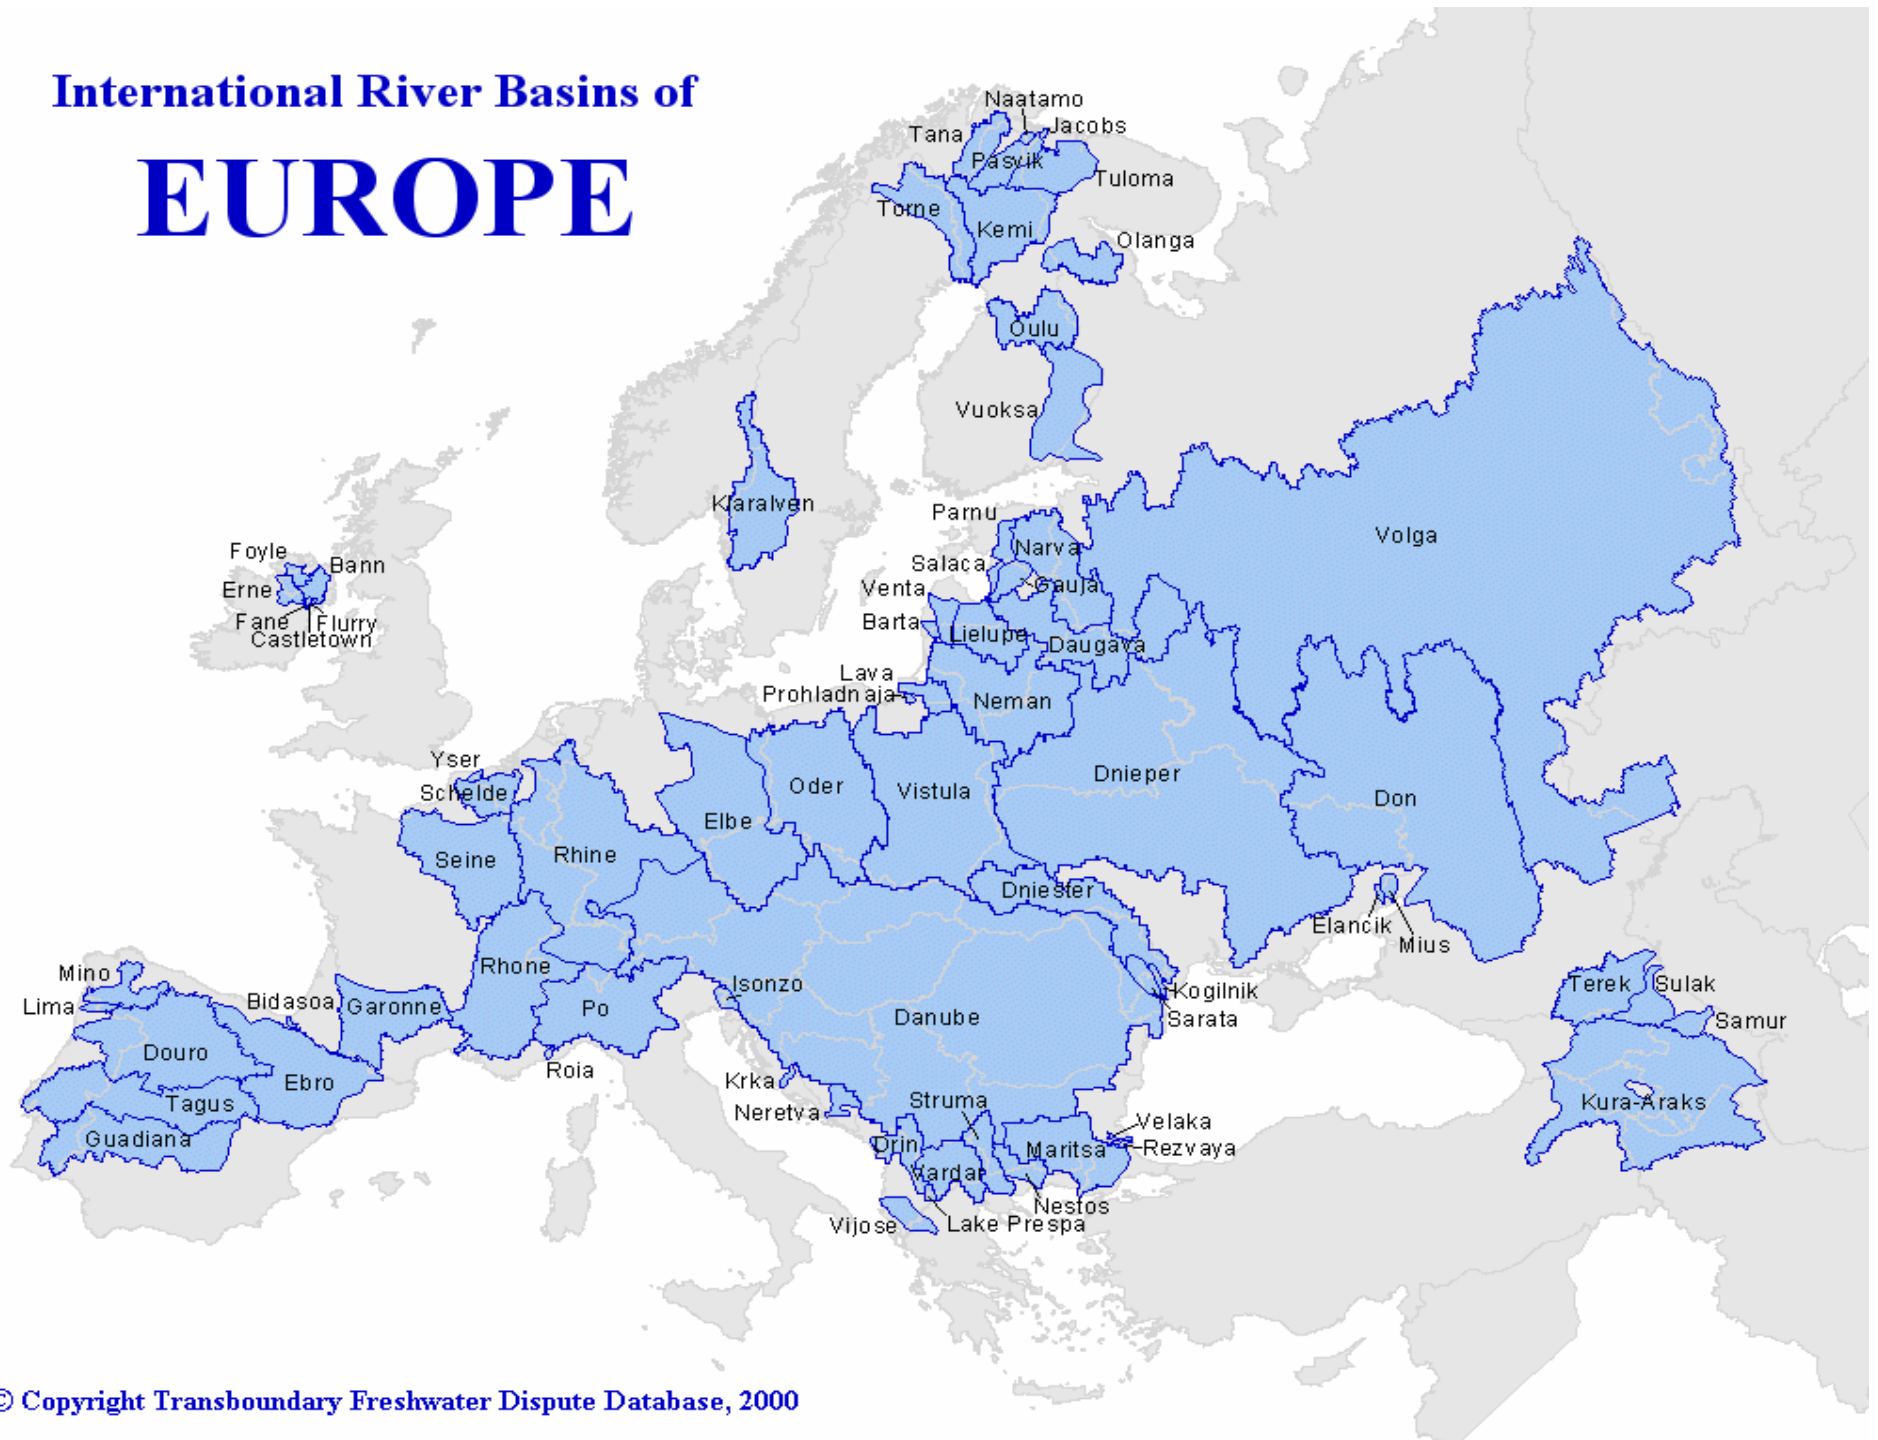 International River Basins of
EUROPE
Naatamo
Jacobs
Tana
Pasvik
Tuloma
Torne
Kemi
Olanga
Oulu
Vuoksa
Klaralven
Parnu
Narva
Volga
Foyle
Bann
Salaca
Gauja
Venta
Erne
Fane
Flurry
Castletown
Barta
Lielupe
Daugava
Lava
Prohladnaja
Neman
Yser
Schelde
Dnieper
Oder
Vistula
Don
Elbe
Seine
Rhine
Dniester
Elancik
Mius
Mino
Rhone
Isonzo
Terek
Sulak
Lima
Bidasoa
Garonne
Po
Kogilnik
Danube
Sarata
Samur
Douro
Roia
Ebro
Krka
Tagus
Neretva
Struma
Kura-Araks
Velaka
Guadiana
Drin
Maritsa
Rezvaya
Vardar
Nestos
Vijose
Lake Prespa
© Copyright Transboundary Freshwater Dispute Database, 2000